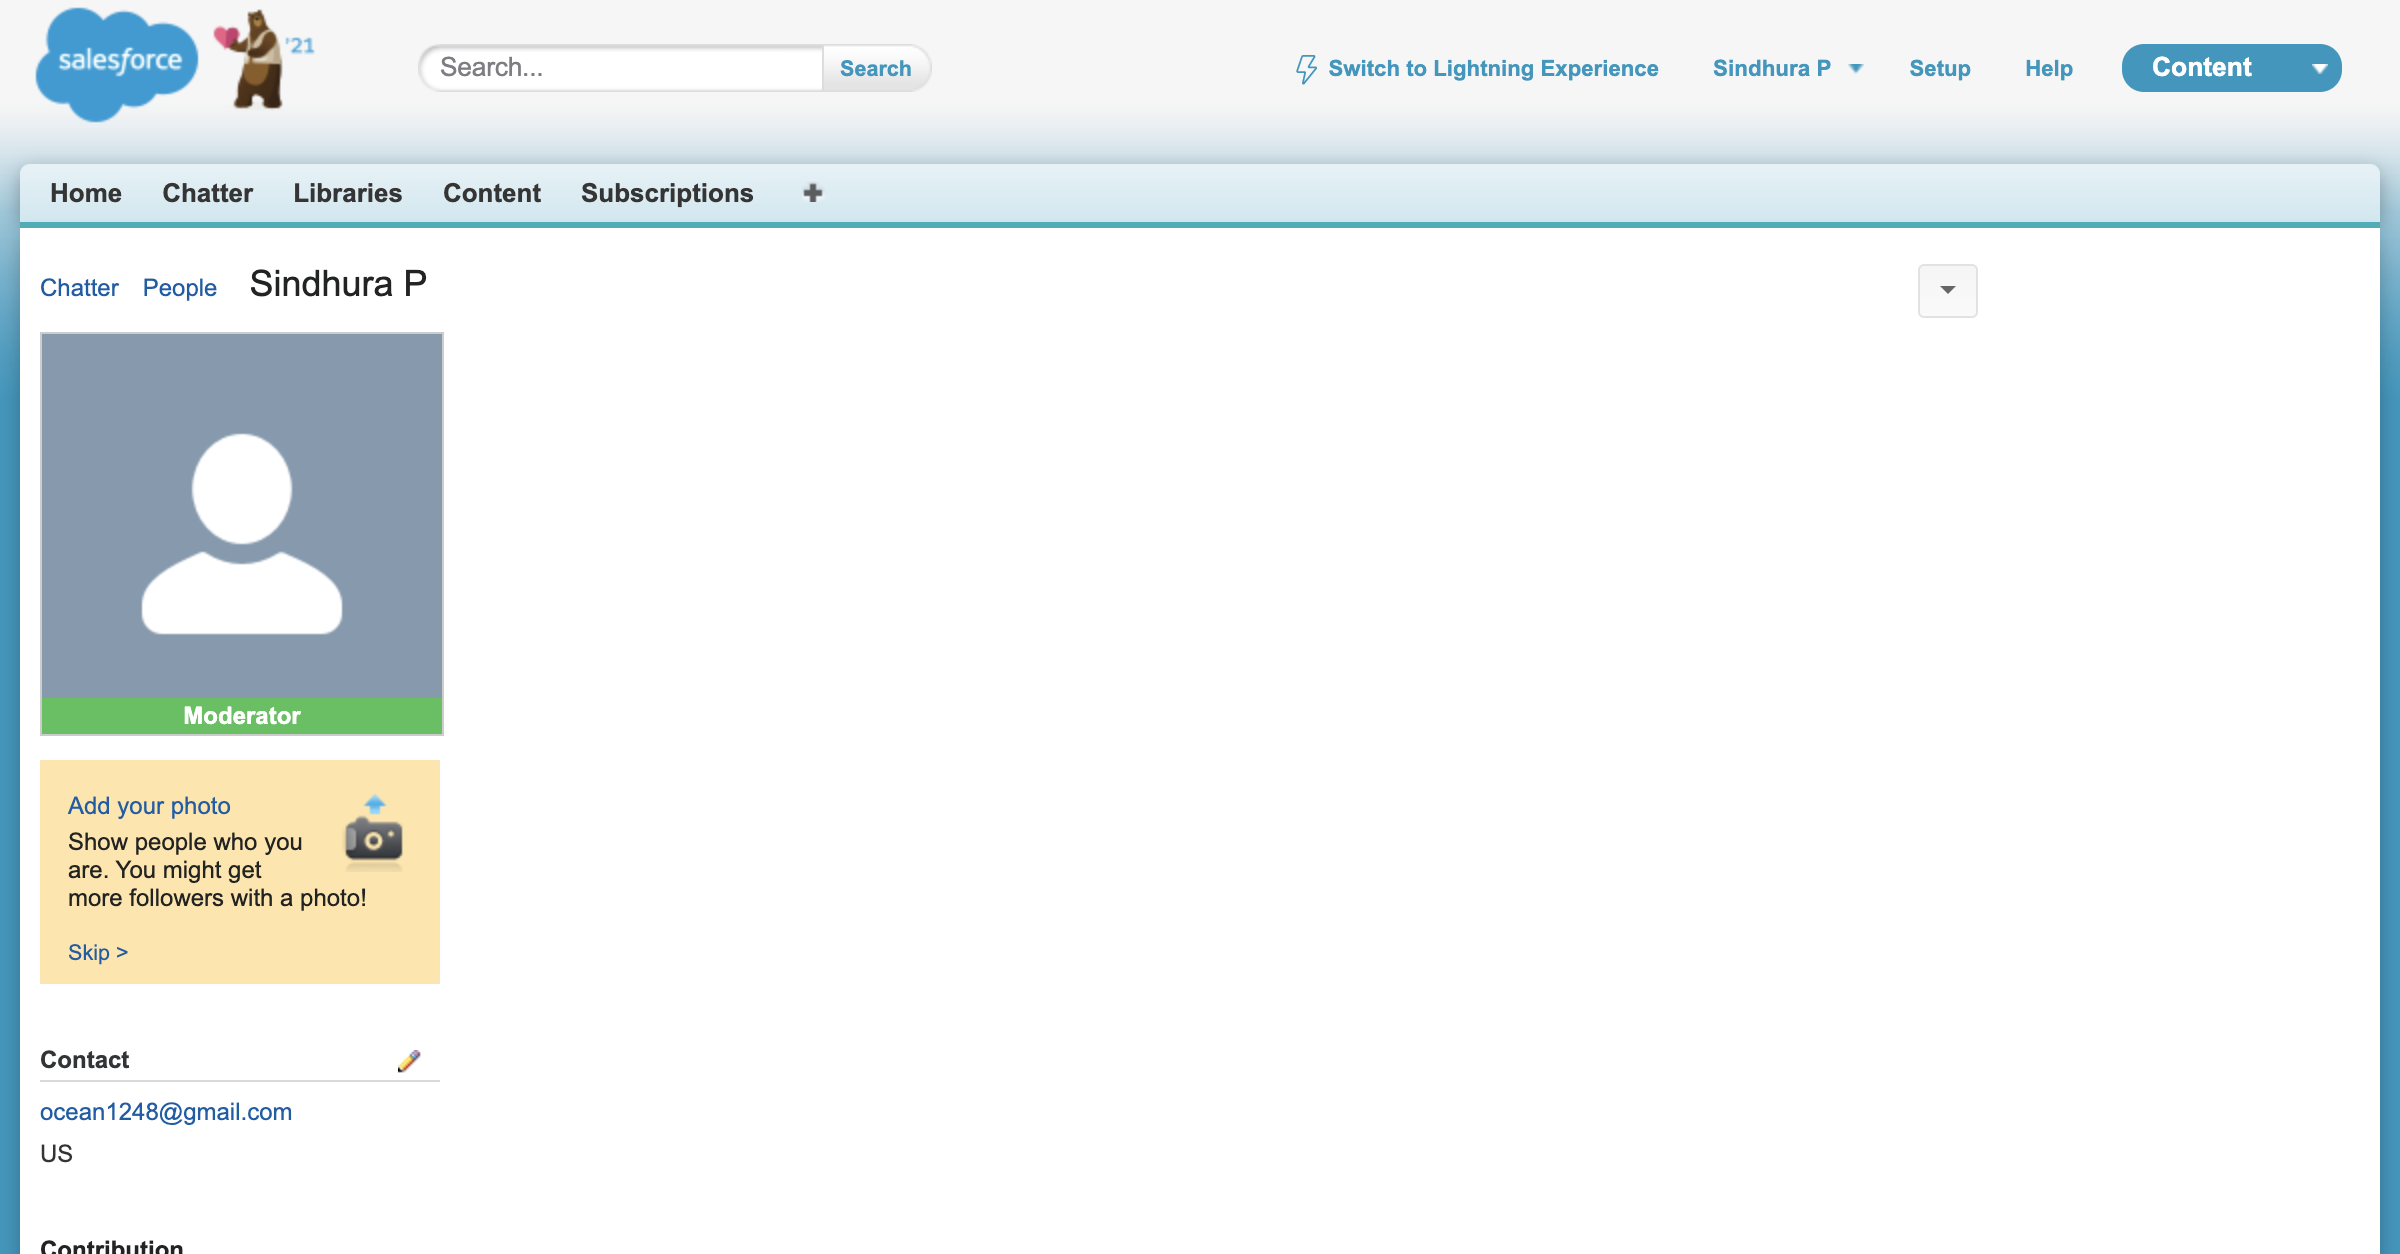 salesforce
'21
Search...
Search
Switch to Lightning Experience
Sindhura P
Setup
Help
Content
Home
Chatter
Libraries
Content
Subscriptions
Chatter
People
Sindhura P
Moderator
Add your photo
Show people who you
are. You might get
more followers with a photo!
Skip >
Contact
ocean1248@gmail.com
US
Contribution